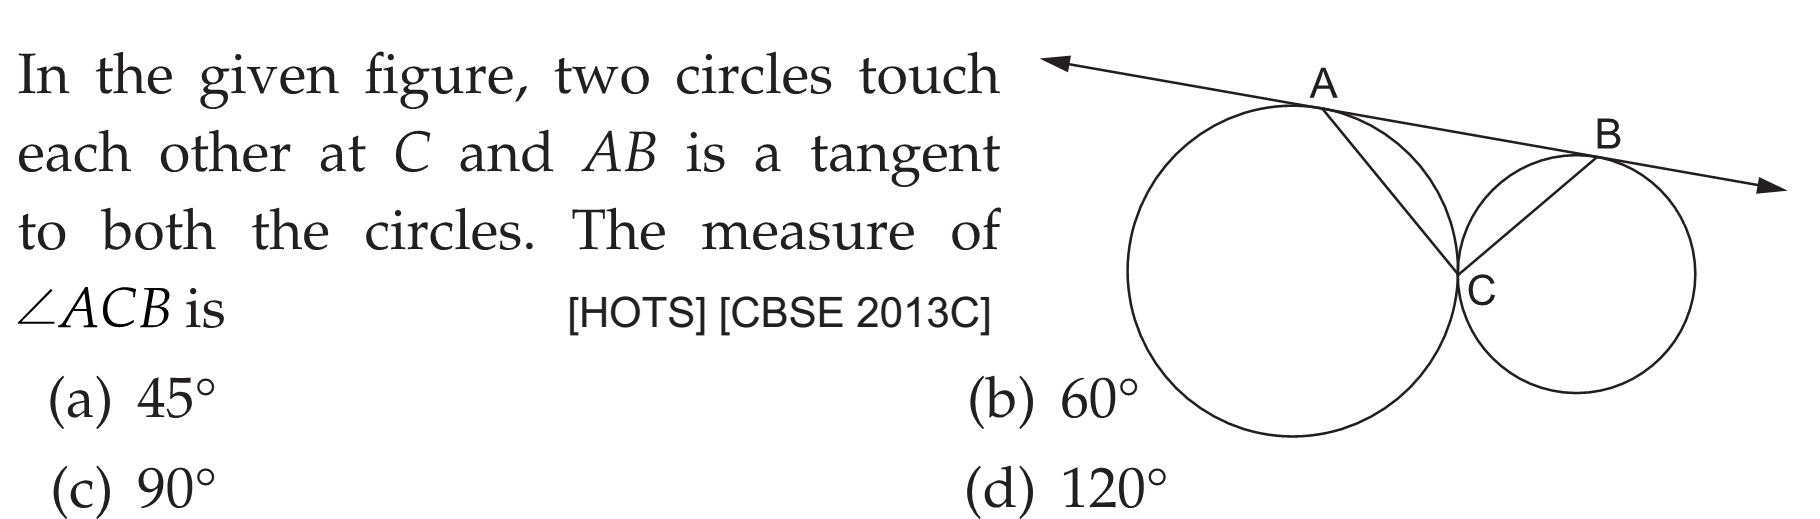 In the given figure, two circles touch
each other at C and AB is a tangent
to both the circles. The measure of
∠ACB is [HOTS] [CBSE 2013C]
(a) 45° (b) 60°
(c) 90° (d) 120°
A
B
C